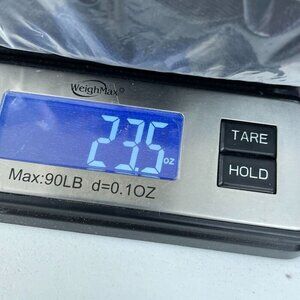 WeighMax®
23.5 oz
TARE
HOLD
Max:90LB d=0.1OZ